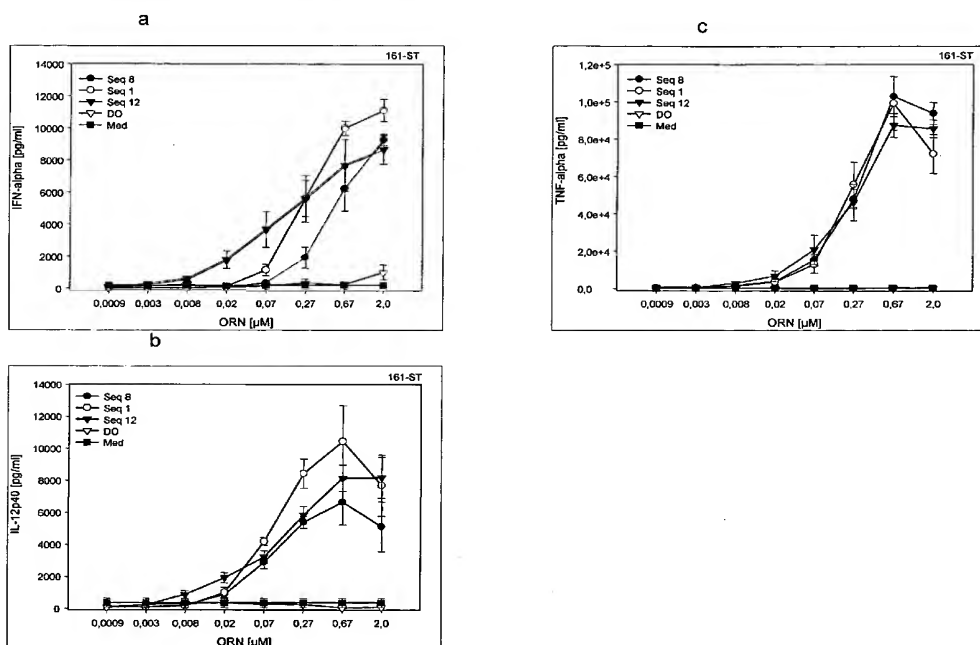 a
161-ST
14000
12000
10000
8000
6000
4000
2000
0
IFN-alpha [pg/ml]
Seq 8
Seq 1
Seq 12
DO
Med
0,0009 0,003 0,008 0,02 0,07 0,27 0,67 2,0
ORN [µM]
c
161-ST
1,2e+5
1,0e+5
8,0e+4
6,0e+4
4,0e+4
2,0e+4
0,0
TNF-alpha [pg/ml]
Seq 8
Seq 1
Seq 12
DO
Med
0,0009 0,003 0,008 0,02 0,07 0,27 0,67 2,0
ORN [µM]
b
161-ST
14000
12000
10000
8000
6000
4000
2000
0
IL-12p40 [pg/ml]
Seq 8
Seq 1
Seq 12
DO
Med
0,0009 0,003 0,008 0,02 0,07 0,27 0,67 2,0
ORN [µM]